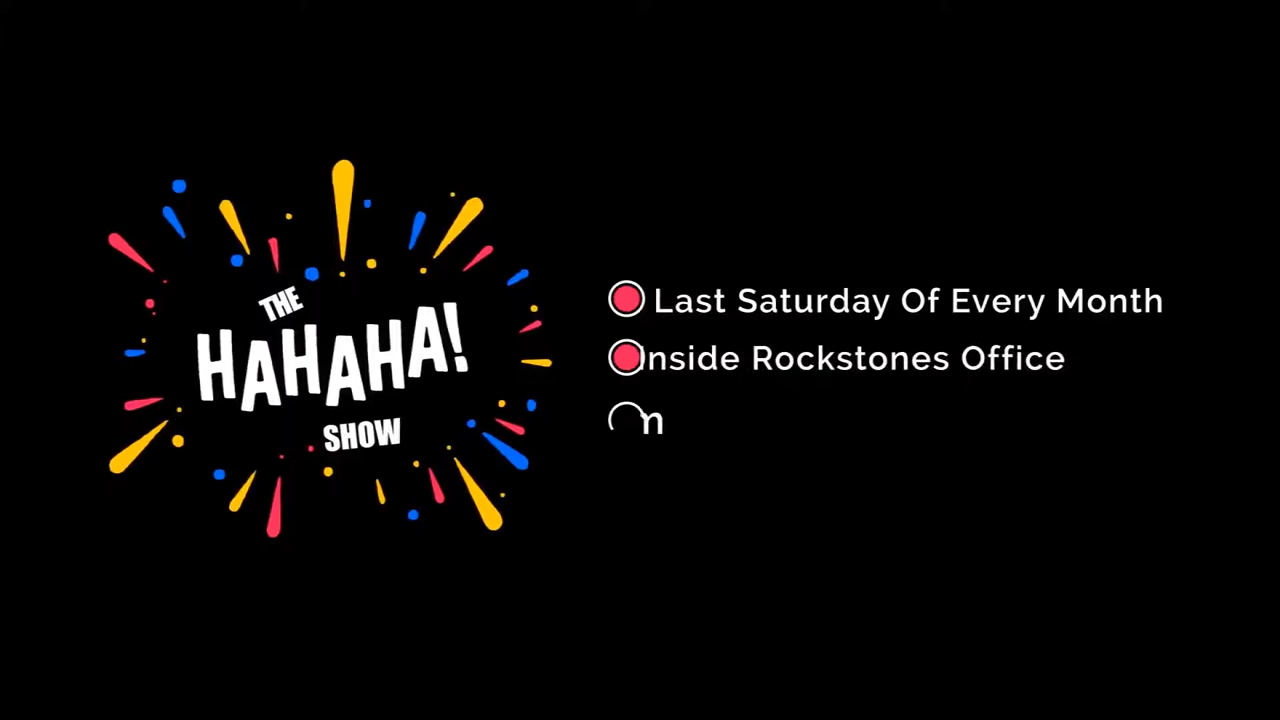 THE
HAHAHA!
SHOW
Last Saturday Of Every Month
Inside Rockstones Office